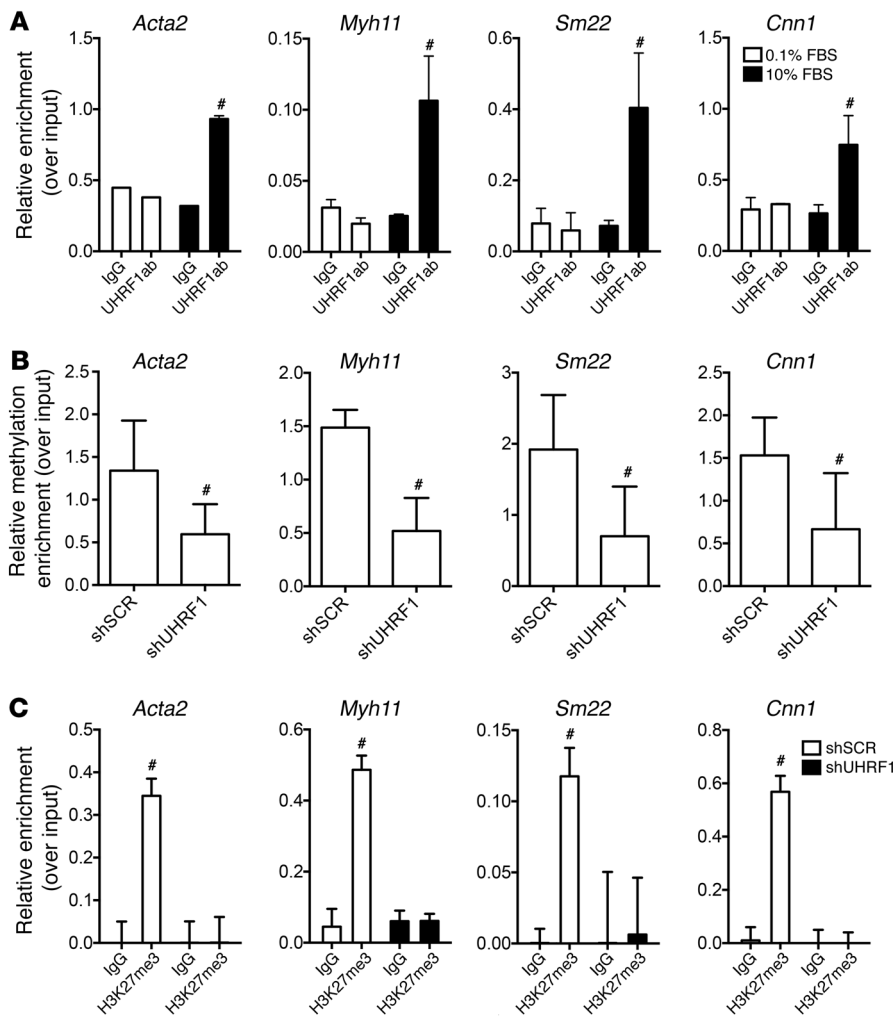 A
Acta2
Myh11
Sm22
Cnn1
Relative enrichment
(over input)
1.5
1.0
0.5
0.0
IgG
UHRF1ab
IgG
UHRF1ab
0.15
0.10
0.05
0.00
IgG
UHRF1ab
IgG
UHRF1ab
0.6
0.4
0.2
0.0
IgG
UHRF1ab
IgG
UHRF1ab
1.5
1.0
0.5
0.0
IgG
UHRF1ab
IgG
UHRF1ab
0.1% FBS
10% FBS
#
#
#
#
B
Acta2
Myh11
Sm22
Cnn1
Relative methylation
enrichment (over input)
2.5
2.0
1.5
1.0
0.5
0.0
shSCR
shUHRF1
2.0
1.5
1.0
0.5
0.0
shSCR
shUHRF1
3
2
1
0
shSCR
shUHRF1
2.5
2.0
1.5
1.0
0.5
0.0
shSCR
shUHRF1
#
#
#
#
C
Acta2
Myh11
Sm22
Cnn1
Relative enrichment
(over input)
0.5
0.4
0.3
0.2
0.1
0.0
IgG
H3K27me3
IgG
H3K27me3
0.6
0.4
0.2
0.0
IgG
H3K27me3
IgG
H3K27me3
0.15
0.10
0.05
0.00
IgG
H3K27me3
IgG
H3K27me3
0.8
0.6
0.4
0.2
0.0
IgG
H3K27me3
IgG
H3K27me3
shSCR
shUHRF1
#
#
#
#